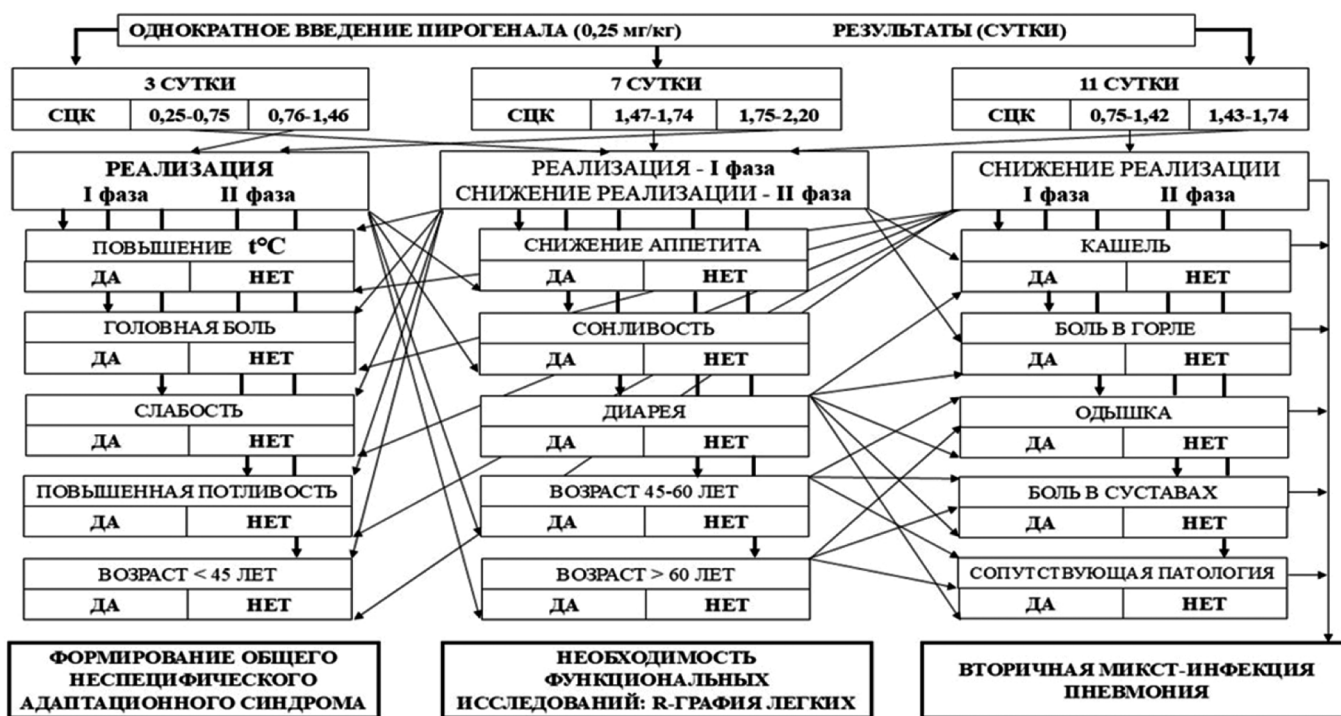 ОДНОКРАТНОЕ ВВЕДЕНИЕ ПИРОГЕНАЛА (0,25 мг/кг) РЕЗУЛЬТАТЫ (СУТКИ)
3 СУТКИ
СЦК 0,25-0,75 0,76-1,46
7 СУТКИ
СЦК 1,47-1,74 1,75-2,20
11 СУТКИ
СЦК 0,75-1,42 1,43-1,74
РЕАЛИЗАЦИЯ
I фаза II фаза
РЕАЛИЗАЦИЯ - I фаза
СНИЖЕНИЕ РЕАЛИЗАЦИИ - II фаза
СНИЖЕНИЕ РЕАЛИЗАЦИИ
I фаза II фаза
ПОВЫШЕНИЕ t°C
ДА НЕТ
ГОЛОВНАЯ БОЛЬ
ДА НЕТ
СЛАБОСТЬ
ДА НЕТ
ПОВЫШЕННАЯ ПОТЛИВОСТЬ
ДА НЕТ
ВОЗРАСТ < 45 ЛЕТ
ДА НЕТ
СНИЖЕНИЕ АППЕТИТА
ДА НЕТ
СОНЛИВОСТЬ
ДА НЕТ
ДИАРЕЯ
ДА НЕТ
ВОЗРАСТ 45-60 ЛЕТ
ДА НЕТ
ВОЗРАСТ > 60 ЛЕТ
ДА НЕТ
КАШЕЛЬ
ДА НЕТ
БОЛЬ В ГОРЛЕ
ДА НЕТ
ОДЫШКА
ДА НЕТ
БОЛЬ В СУСТАВАХ
ДА НЕТ
СОПУТСТВУЮЩАЯ ПАТОЛОГИЯ
ДА НЕТ
ФОРМИРОВАНИЕ ОБЩЕГО
НЕСПЕЦИФИЧЕСКОГО
АДАПТАЦИОННОГО СИНДРОМА
НЕОБХОДИМОСТЬ
ФУНКЦИОНАЛЬНЫХ
ИССЛЕДОВАНИЙ: R-ГРАФИЯ ЛЕГКИХ
ВТОРИЧНАЯ МИКСТ-ИНФЕКЦИЯ
ПНЕВМОНИЯ